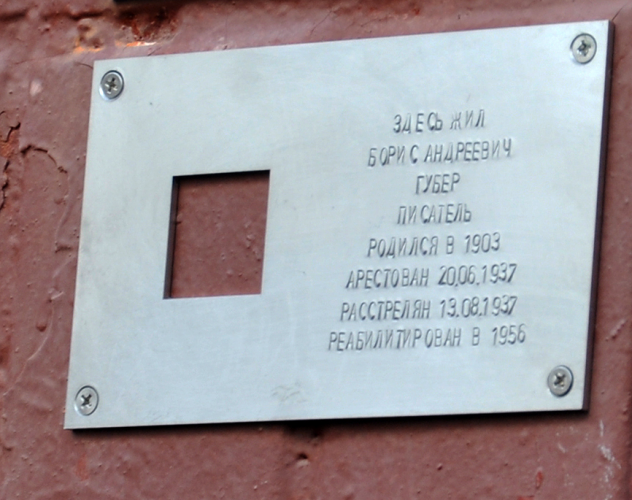 ЗДЕСЬ ЖИЛ
БОРИС АНДРЕЕВИЧ
ГУБЕР
ПИСАТЕЛЬ
РОДИЛСЯ В 1903
АРЕСТОВАН 20.06.1937
РАССТРЕЛЯН 13.08.1937
РЕАБИЛИТИРОВАН В 1956